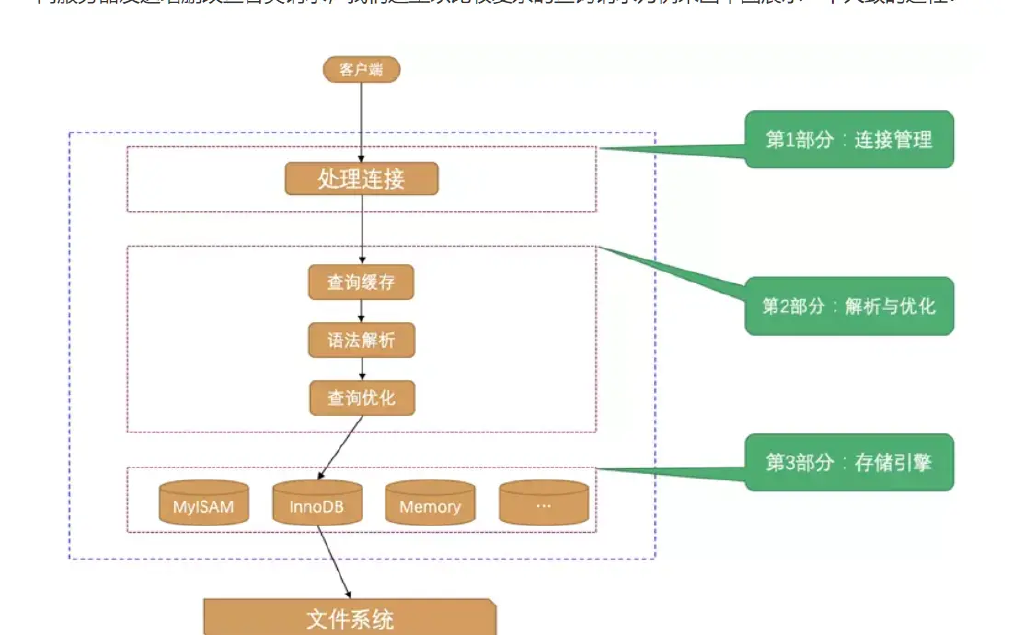 客户端
第1部分：连接管理
处理连接
查询缓存
第2部分：解析与优化
语法解析
查询优化
第3部分：存储引擎
MyISAM
InnoDB
Memory
...
文件系统